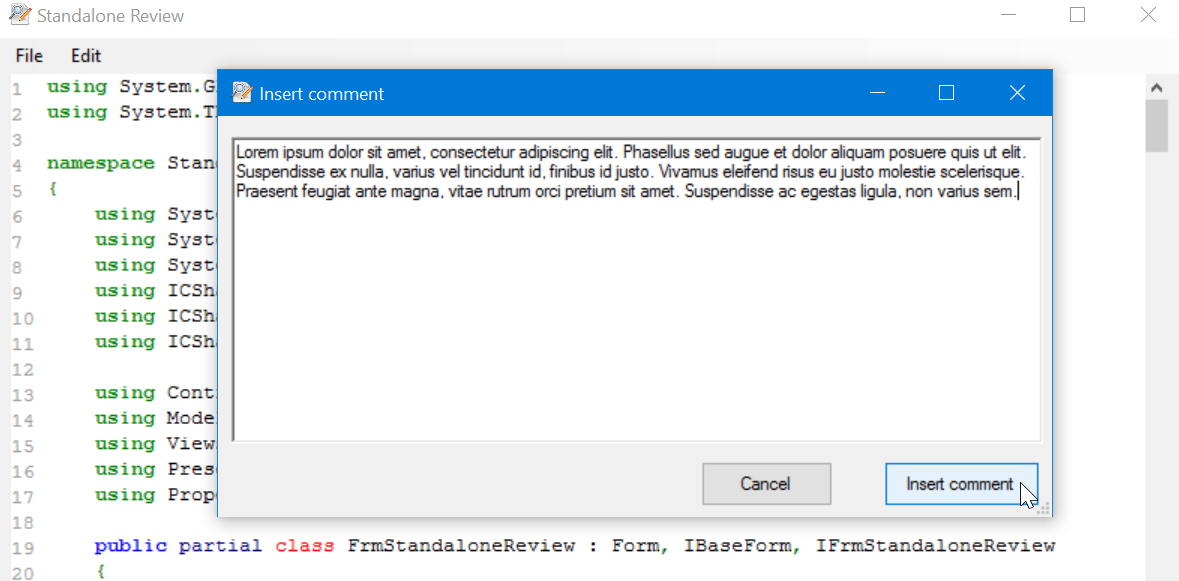 Standalone Review
File Edit
Insert comment
Lorem ipsum dolor sit amet, consectetur adipiscing elit. Phasellus sed augue et dolor aliquam posuere quis ut elit.
Suspendisse ex nulla, varius vel tincidunt id, finibus id justo. Vivamus eleifend risus eu justo molestie scelerisque.
Praesent feugiat ante magna, vitae rutrum orci pretium sit amet. Suspendisse ac egestas ligula, non varius sem.
Cancel Insert comment
1 using System.G
2 using System.T
3
4 namespace Stan
5 {
6 using Syst
7 using Syst
8 using Syst
9 using ICSh
10 using ICSh
11 using ICSh
12
13 using Cont
14 using Mode
15 using View
16 using Pres
17 using Prop
18
19 public partial class FrmStandaloneReview : Form, IBaseForm, IFrmStandaloneReview
20 {